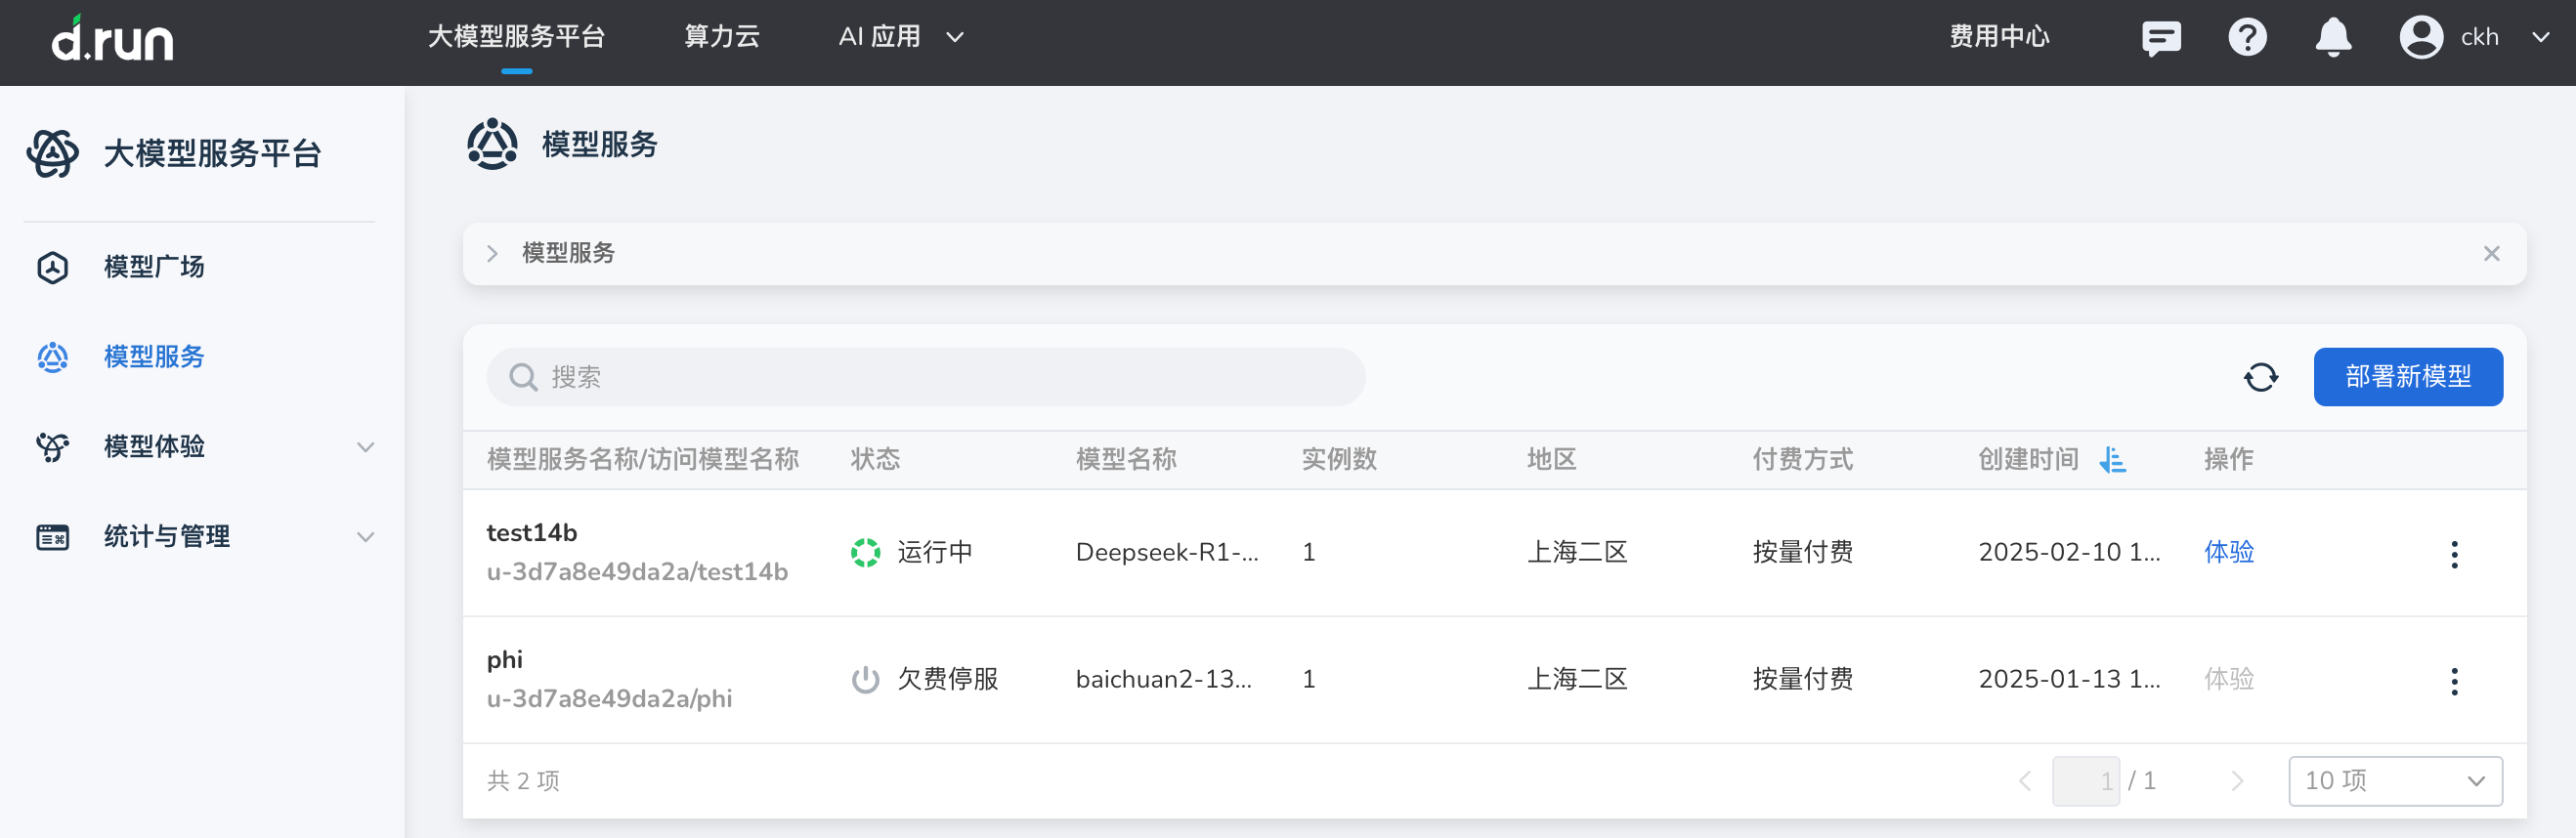 d.run
大模型服务平台
算力云
AI 应用
费用中心
ckh
大模型服务平台
模型广场
模型服务
模型体验
统计与管理
模型服务
模型服务
搜索
部署新模型
模型服务名称/访问模型名称 状态 模型名称 实例数 地区 付费方式 创建时间 操作
test14b
u-3d7a8e49da2a/test14b
运行中 Deepseek-R1-... 1 上海二区 按量付费 2025-02-10 1... 体验
phi
u-3d7a8e49da2a/phi
欠费停服 baichuan2-13... 1 上海二区 按量付费 2025-01-13 1... 体验
共 2 项
1 / 1
10 项